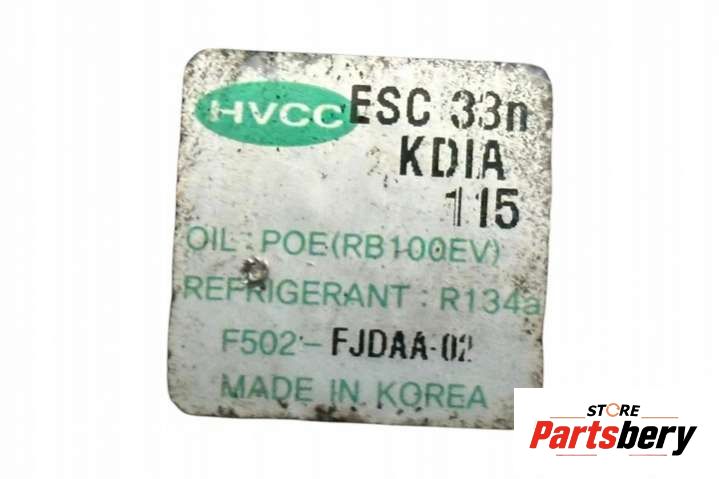 HVCC ESC 33n
KDIA
115
OIL : POE(RB100EV)
REFRIGERANT : R134a
F502-FJDAA-02
MADE IN KOREA
STORE
Partsbery